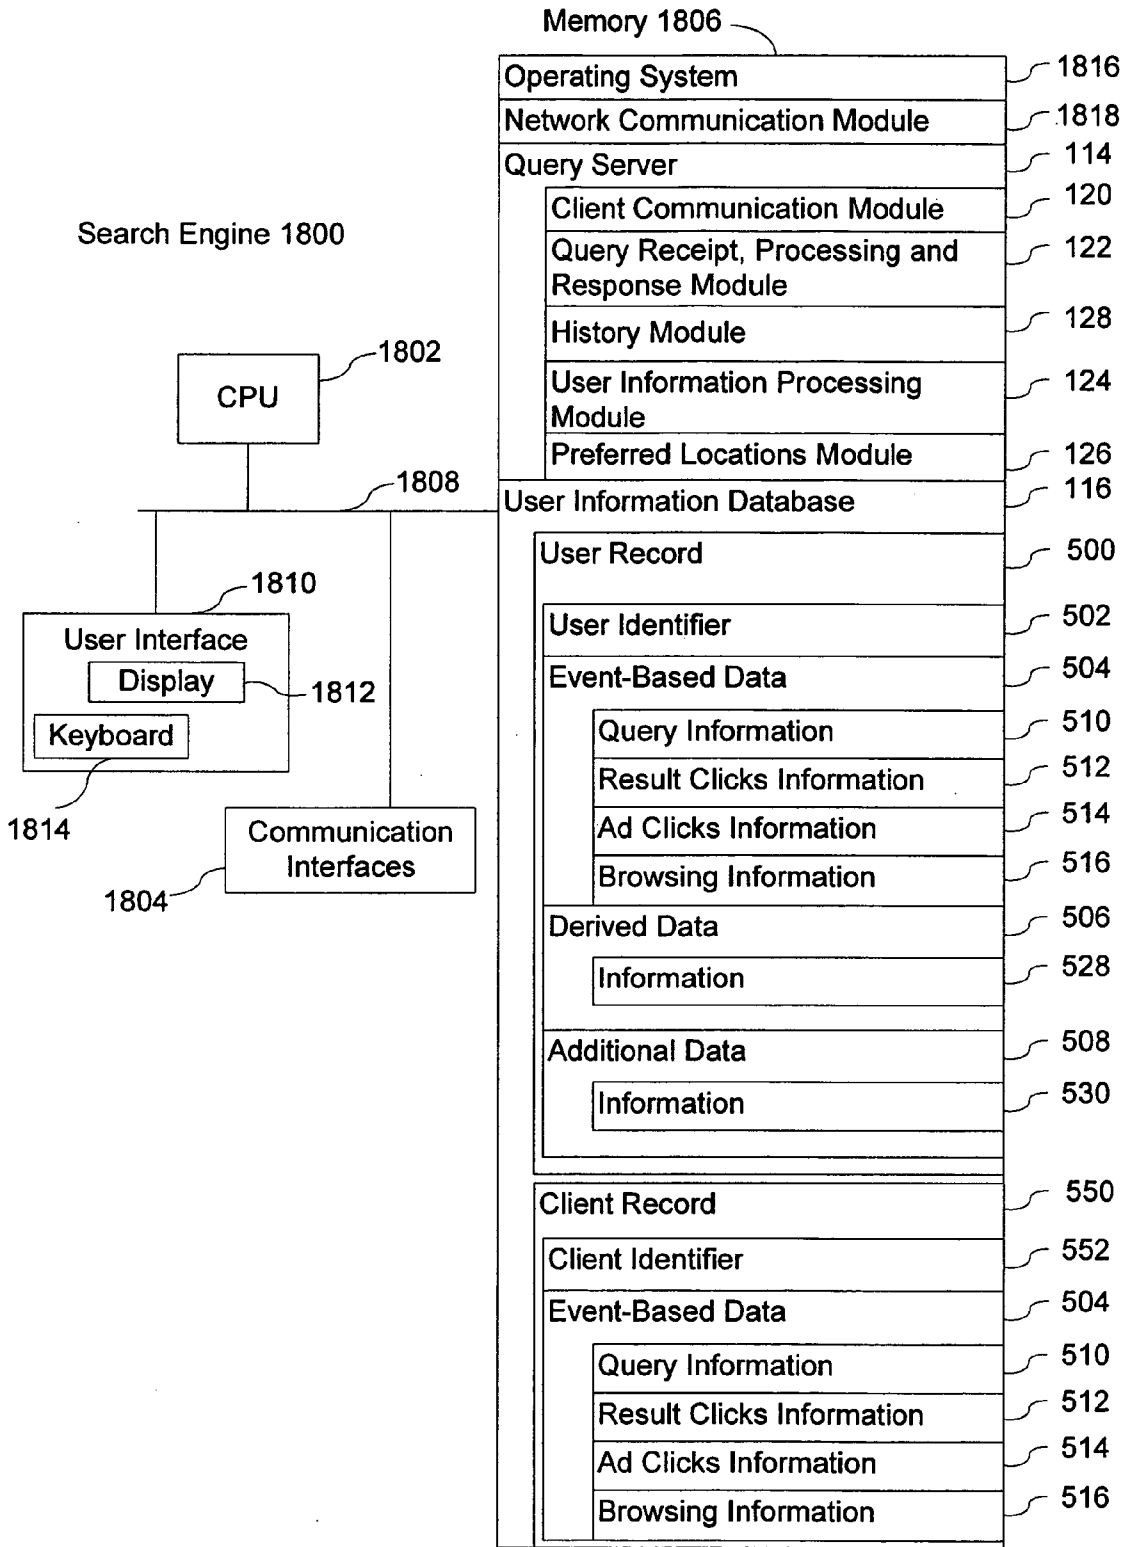 Memory 1806
Operating System 1816
Network Communication Module 1818
Query Server 114
Client Communication Module 120
Search Engine 1800
Query Receipt, Processing and 122
Response Module
History Module 128
1802
CPU
User Information Processing 124
Module
Preferred Locations Module 126
1808
User Information Database 116
User Record 500
1810
User Interface
Display
1812
Keyboard
1814
Communication
Interfaces
1804
User Identifier 502
Event-Based Data 504
Query Information 510
Result Clicks Information 512
Ad Clicks Information 514
Browsing Information 516
Derived Data 506
Information 528
Additional Data 508
Information 530
Client Record 550
Client Identifier 552
Event-Based Data 504
Query Information 510
Result Clicks Information 512
Ad Clicks Information 514
Browsing Information 516